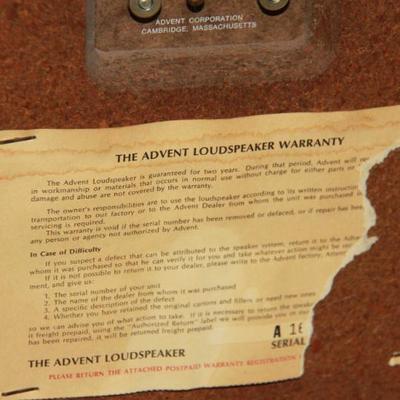 ADVENT CORPORATION
CAMBRIDGE, MASSACHUSETTS
THE ADVENT LOUDSPEAKER WARRANTY
The Advent Loudspeaker is guaranteed for two years. During that period, Advent will
in workmanship or materials that occurs in normal use without charge for either parts or
damage and abuse are not covered by the warranty.
The owner's responsibilities are to use the loudspeaker according to its written
transportation to our factory or to the Advent Dealer from whom the unit was purchased
servicing is required.
This warranty is void if the serial number has been removed or defaced, or if repair has
any person or agency not authorized by Advent.
In Case of Difficulty
If you suspect a defect that can be attributed to the speaker system, return it to the
whom it was purchased so that he can verify it for you and take whatever action might be
If it is not possible to return it to your dealer, please write to the Advent factory,
ment, and give us:
1. The serial number of your unit
2. The name of the dealer from whom it was purchased
3. A specific description of the defect
4. Whether you have retained the original cartons and fillers or need new
so we can advise you of what action to take. If it is necessary to return the
it freight prepaid, using the "Authorized Return" label we will provide you
has been repaired, it will be returned freight prepaid.
A 16
SERIAL
THE ADVENT LOUDSPEAKER
PLEASE RETURN THE ATTACHED POSTPAID WARRANTY REGISTRATION